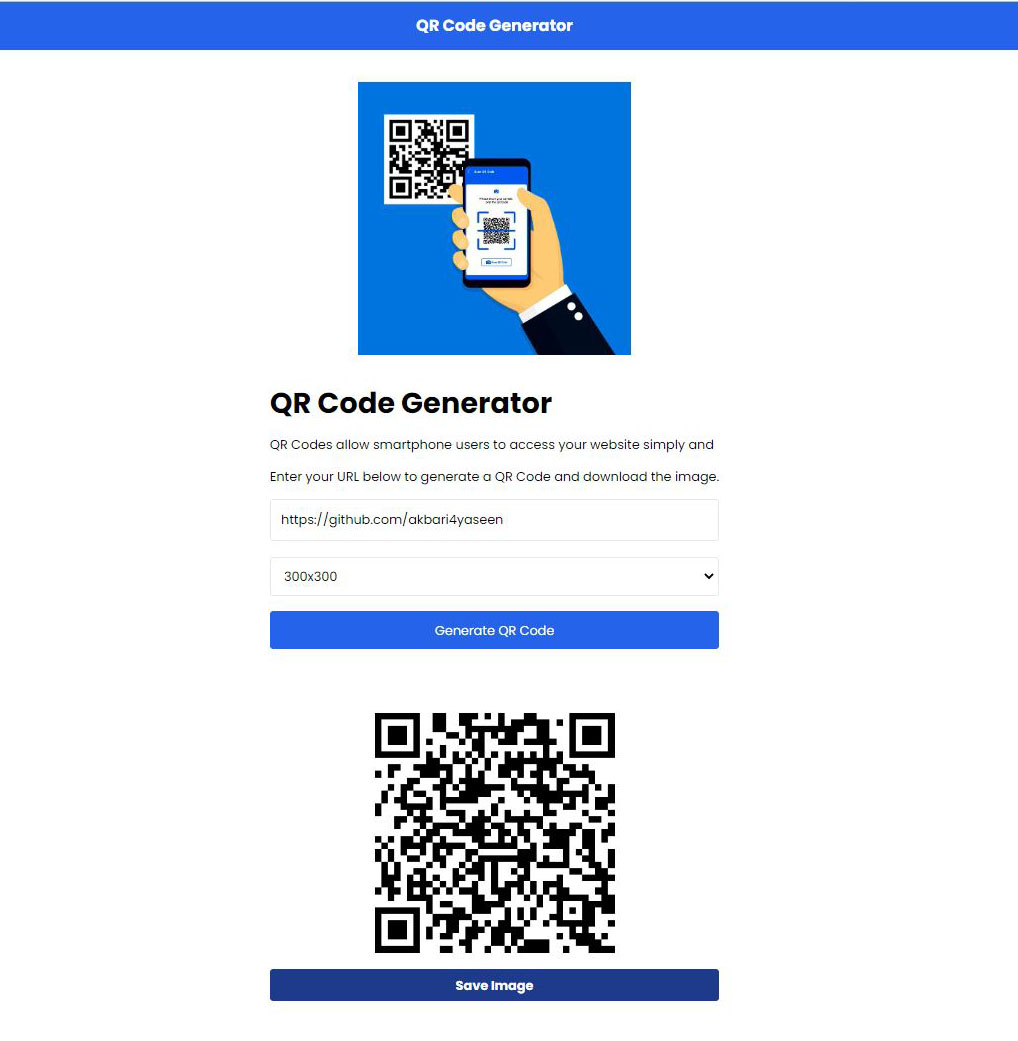 QR Code Generator
QR Code Generator
QR Codes allow smartphone users to access your website simply and
Enter your URL below to generate a QR Code and download the image.
https://github.com/akbari4yaseen
300x300
Generate QR Code
Save Image